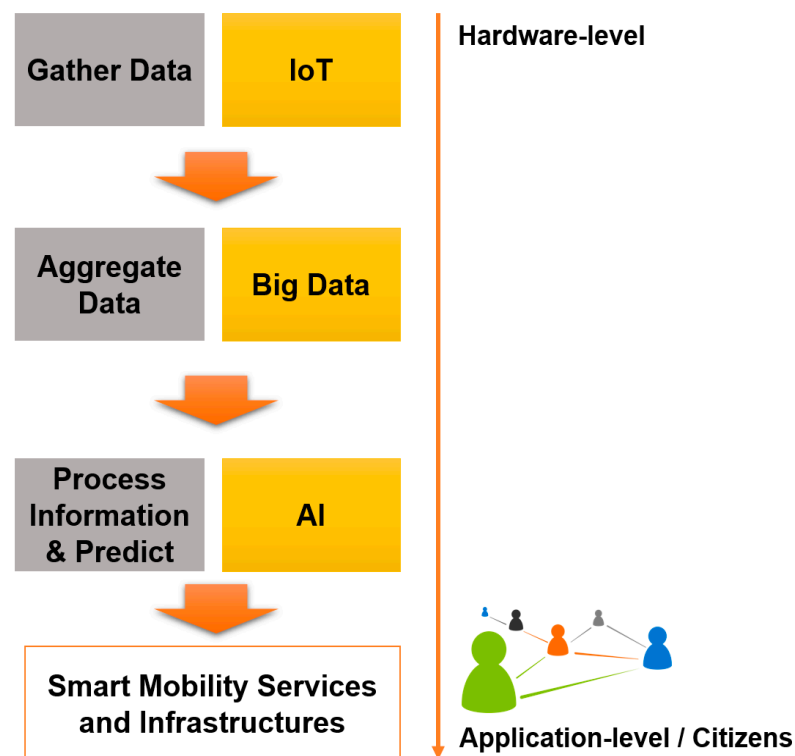 Gather Data
IoT
Hardware-level
Aggregate
Data
Big Data
Process
Information
& Predict
AI
Smart Mobility Services
and Infrastructures
Application-level / Citizens